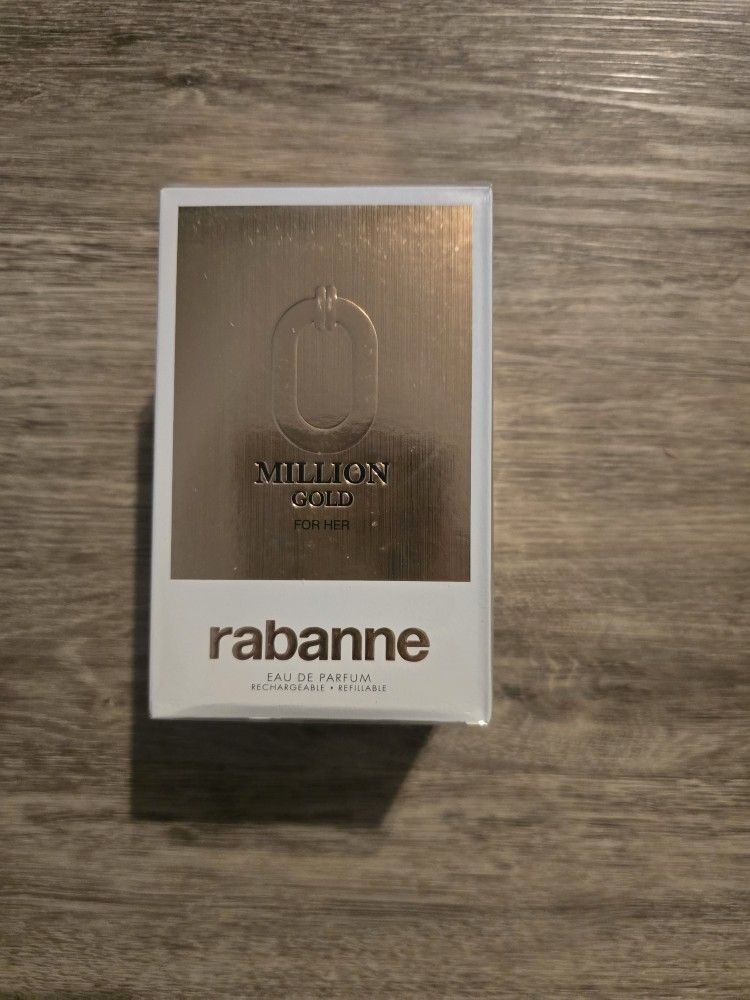 MILLION
GOLD
FOR HER
rabanne
EAU DE PARFUM
RECHARGEABLE • REFILLABLE